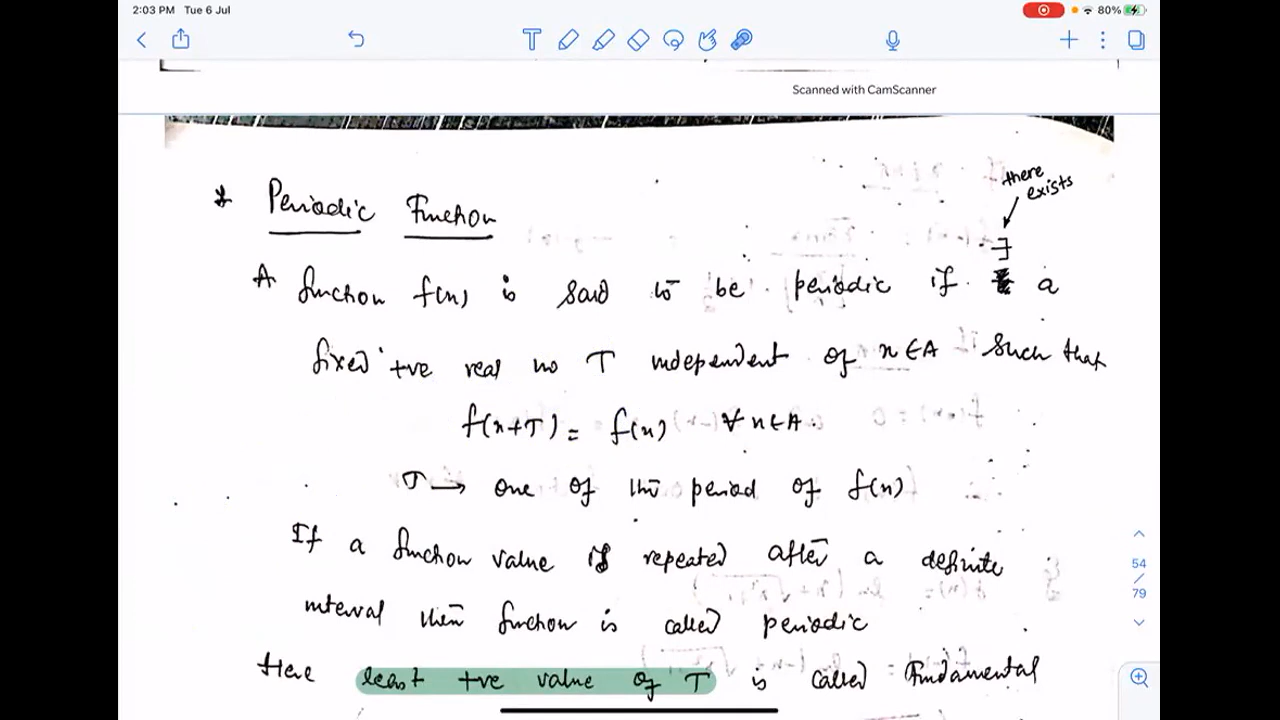 2:03 PM Tue 6 Jul
80%
Scanned with CamScanner
there exists
* Periodic Function
∃
A function f(x) is said to be periodic if a
fixed +ve real no T independent of x ∈ A such that
f(x+T) = f(x) ∀ x ∈ A.
T → one of the period of f(x)
If a function value is repeated after a definite
interval then function is called periodic
Here least +ve value of T is called Fundamental
54
/
79